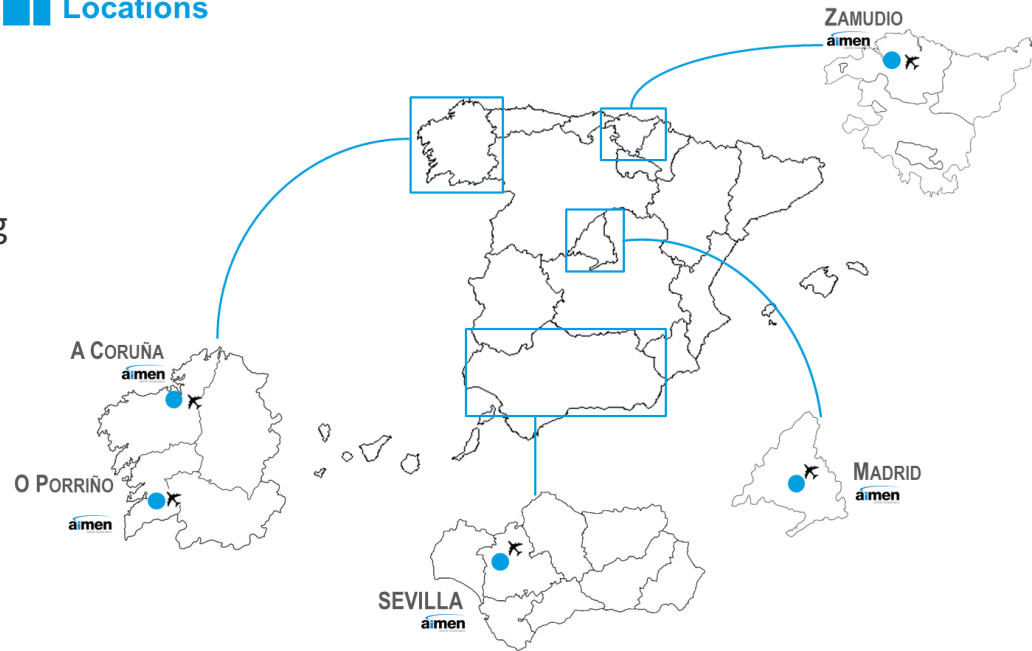 Locations
ZAMUDIO
aimen
g
A CORUÑA
aimen
O PORRIÑO
aimen
MADRID
aimen
SEVILLA
aimen